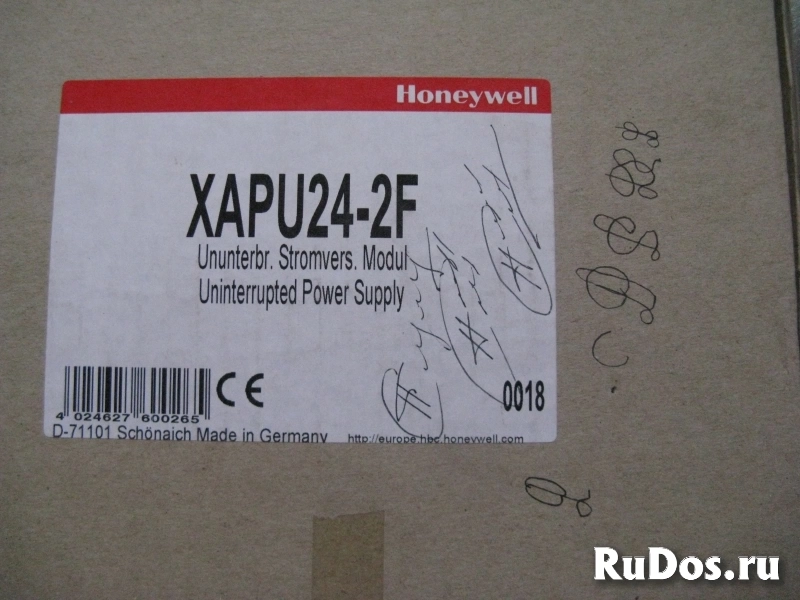 Honeywell
XAPU24-2F
Ununterbr. Stromvers. Modul
Uninterrupted Power Supply
0018
CE
4 024627 600265
D-71101 Schönaich Made in Germany
http://europe.hbc.honeywell.com
RuDos.ru